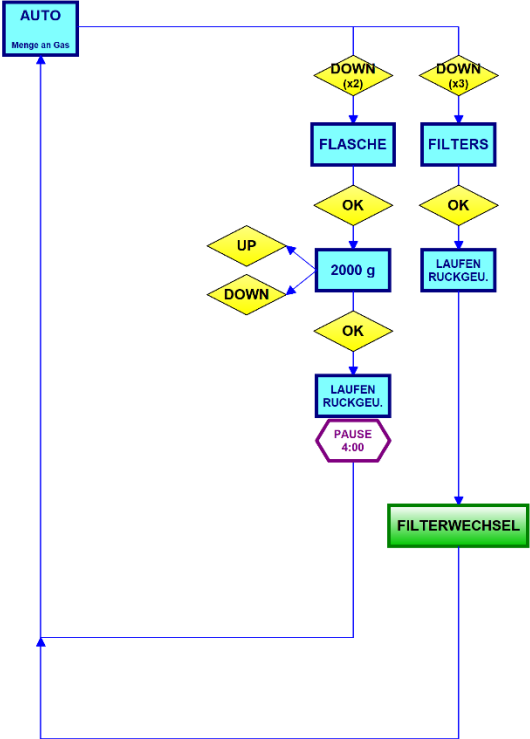 AUTO
Menge an Gas
DOWN
(x2)
DOWN
(x3)
FLASCHE
FILTERS
OK
OK
UP
2000 g
LAUFEN
RUCKGEU.
DOWN
OK
LAUFEN
RUCKGEU.
PAUSE
4:00
FILTERWECHSEL